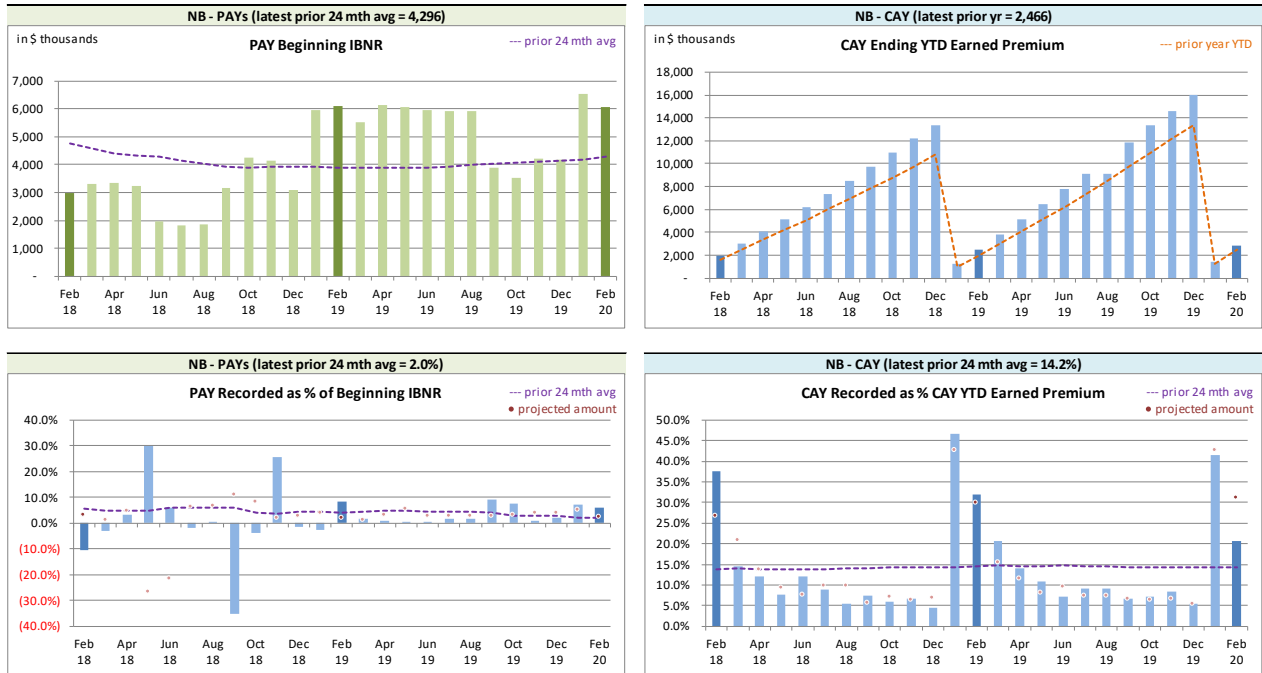 NB - PAYs (latest prior 24 mth avg = 4,296)
in $ thousands
PAY Beginning IBNR
--- prior 24 mth avg
7,000
6,000
5,000
4,000
3,000
2,000
1,000
-
Feb Apr Jun Aug Oct Dec Feb Apr Jun Aug Oct Dec Feb
18 18 18 18 18 18 19 19 19 19 19 19 20
NB - CAY (latest prior yr = 2,466)
in $ thousands
CAY Ending YTD Earned Premium
--- prior year YTD
18,000
16,000
14,000
12,000
10,000
8,000
6,000
4,000
2,000
-
Feb Apr Jun Aug Oct Dec Feb Apr Jun Aug Oct Dec Feb
18 18 18 18 18 18 19 19 19 19 19 19 20
NB - PAYs (latest prior 24 mth avg = 2.0%)
PAY Recorded as % of Beginning IBNR
--- prior 24 mth avg
• projected amount
40.0%
30.0%
20.0%
10.0%
0.0%
(10.0%)
(20.0%)
(30.0%)
(40.0%)
Feb Apr Jun Aug Oct Dec Feb Apr Jun Aug Oct Dec Feb
18 18 18 18 18 18 19 19 19 19 19 19 20
NB - CAY (latest prior 24 mth avg = 14.2%)
CAY Recorded as % CAY YTD Earned Premium
--- prior 24 mth avg
• projected amount
50.0%
45.0%
40.0%
35.0%
30.0%
25.0%
20.0%
15.0%
10.0%
5.0%
0.0%
Feb Apr Jun Aug Oct Dec Feb Apr Jun Aug Oct Dec Feb
18 18 18 18 18 18 19 19 19 19 19 19 20